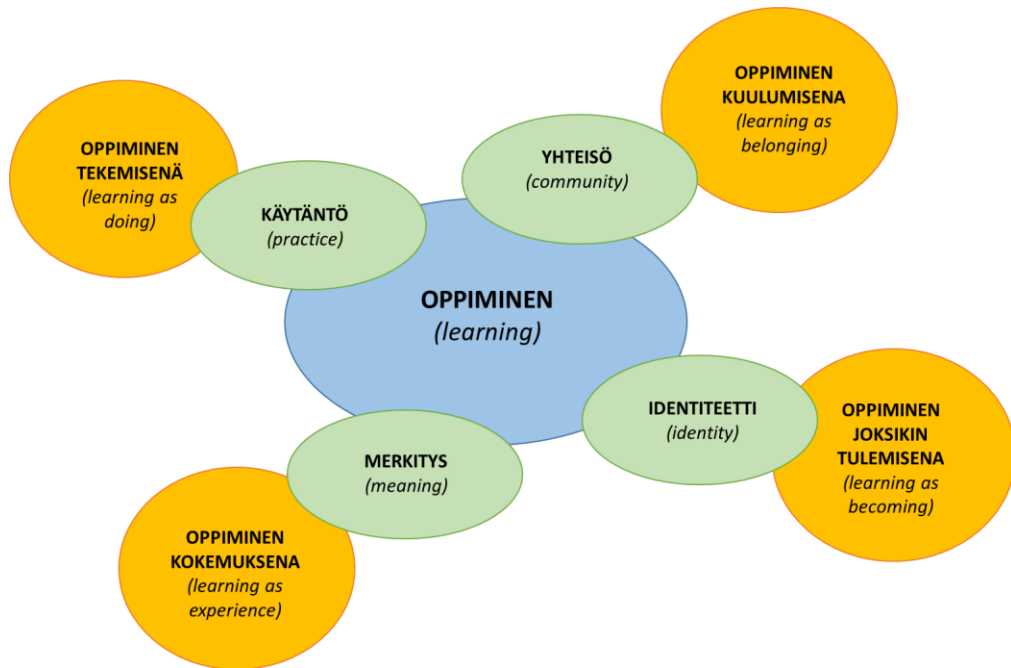 OPPIMINEN
KUULUMISENA
(learning as
belonging)
OPPIMINEN
TEKEMISENÄ
(learning as
doing)
YHTEISÖ
(community)
KÄYTÄNTÖ
(practice)
OPPIMINEN
(learning)
IDENTITEETTI
(identity)
OPPIMINEN
JOKSIKIN
TULEMISENA
(learning as
becoming)
MERKITYS
(meaning)
OPPIMINEN
KOKEMUKSENA
(learning as
experience)